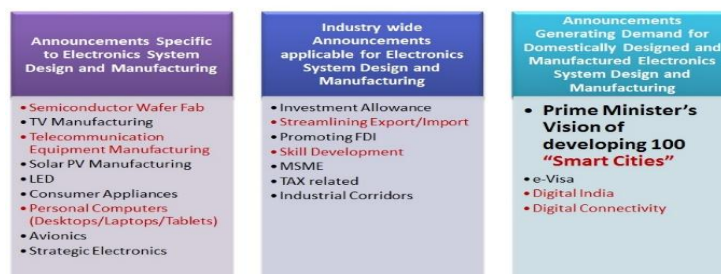 Announcements Specific
to Electronics System
Design and Manufacturing
• Semiconductor Wafer Fab
• TV Manufacturing
• Telecommunication
Equipment Manufacturing
• Solar PV Manufacturing
• LED
• Consumer Appliances
• Personal Computers
(Desktops/Laptops/Tablets)
• Avionics
• Strategic Electronics
Industry wide
Announcements
applicable for Electronics
System Design and
Manufacturing
• Investment Allowance
• Streamlining Export/Import
• Promoting FDI
• Skill Development
• MSME
• TAX related
• Industrial Corridors
Announcements
Generating Demand for
Domestically Designed and
Manufactured Electronics
System Design and
Manufacturing
• Prime Minister's
Vision of
developing 100
“Smart Cities”
• e-Visa
• Digital India
• Digital Connectivity